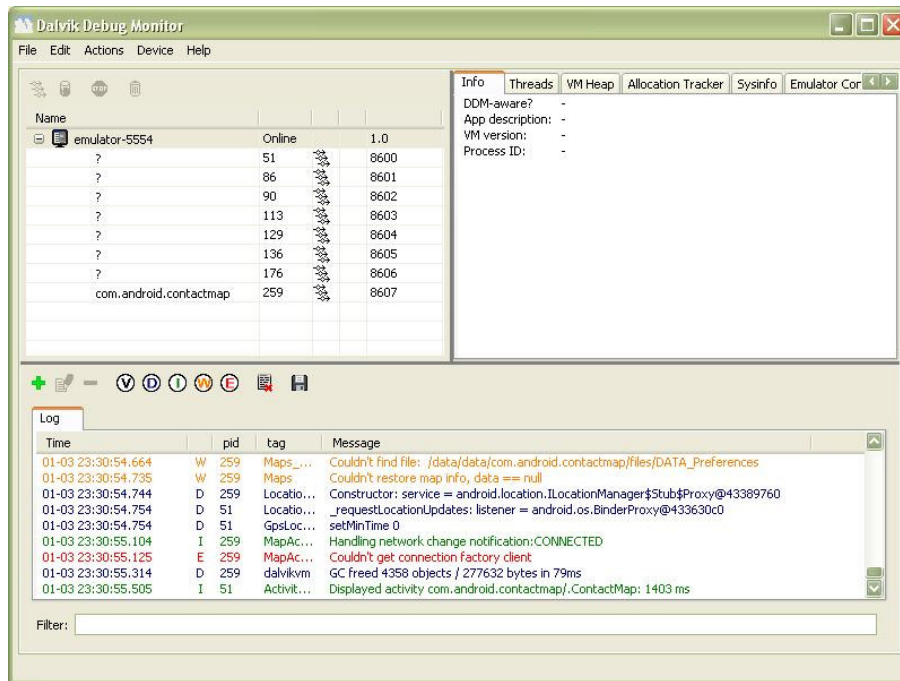 Dalvik Debug Monitor
File Edit Actions Device Help
Name
emulator-5554 Online 1.0
? 51 8600
? 86 8601
? 90 8602
? 113 8603
? 129 8604
? 136 8605
? 176 8606
com.android.contactmap 259 8607
Info Threads VM Heap Allocation Tracker Sysinfo Emulator Cor
DDM-aware? -
App description: -
VM version: -
Process ID: -
V D I W E
Log
Time pid tag Message
01-03 23:30:54.664 W 259 Maps_... Couldn't find file: /data/data/com.android.contactmap/files/DATA_Preferences
01-03 23:30:54.735 W 259 Maps Couldn't restore map info, data == null
01-03 23:30:54.744 D 259 Locatio... Constructor: service = android.location.ILocationManager$Stub$Proxy@43389760
01-03 23:30:54.754 D 51 Locatio... _requestLocationUpdates: listener = android.os.BinderProxy@433630c0
01-03 23:30:54.754 D 51 GpsLoc... setMinTime 0
01-03 23:30:55.104 I 259 MapAc... Handling network change notification:CONNECTED
01-03 23:30:55.125 E 259 MapAc... Couldn't get connection factory client
01-03 23:30:55.314 D 259 dalvikvm GC freed 4358 objects / 277632 bytes in 79ms
01-03 23:30:55.505 I 51 Activit... Displayed activity com.android.contactmap/.ContactMap: 1403 ms
Filter: